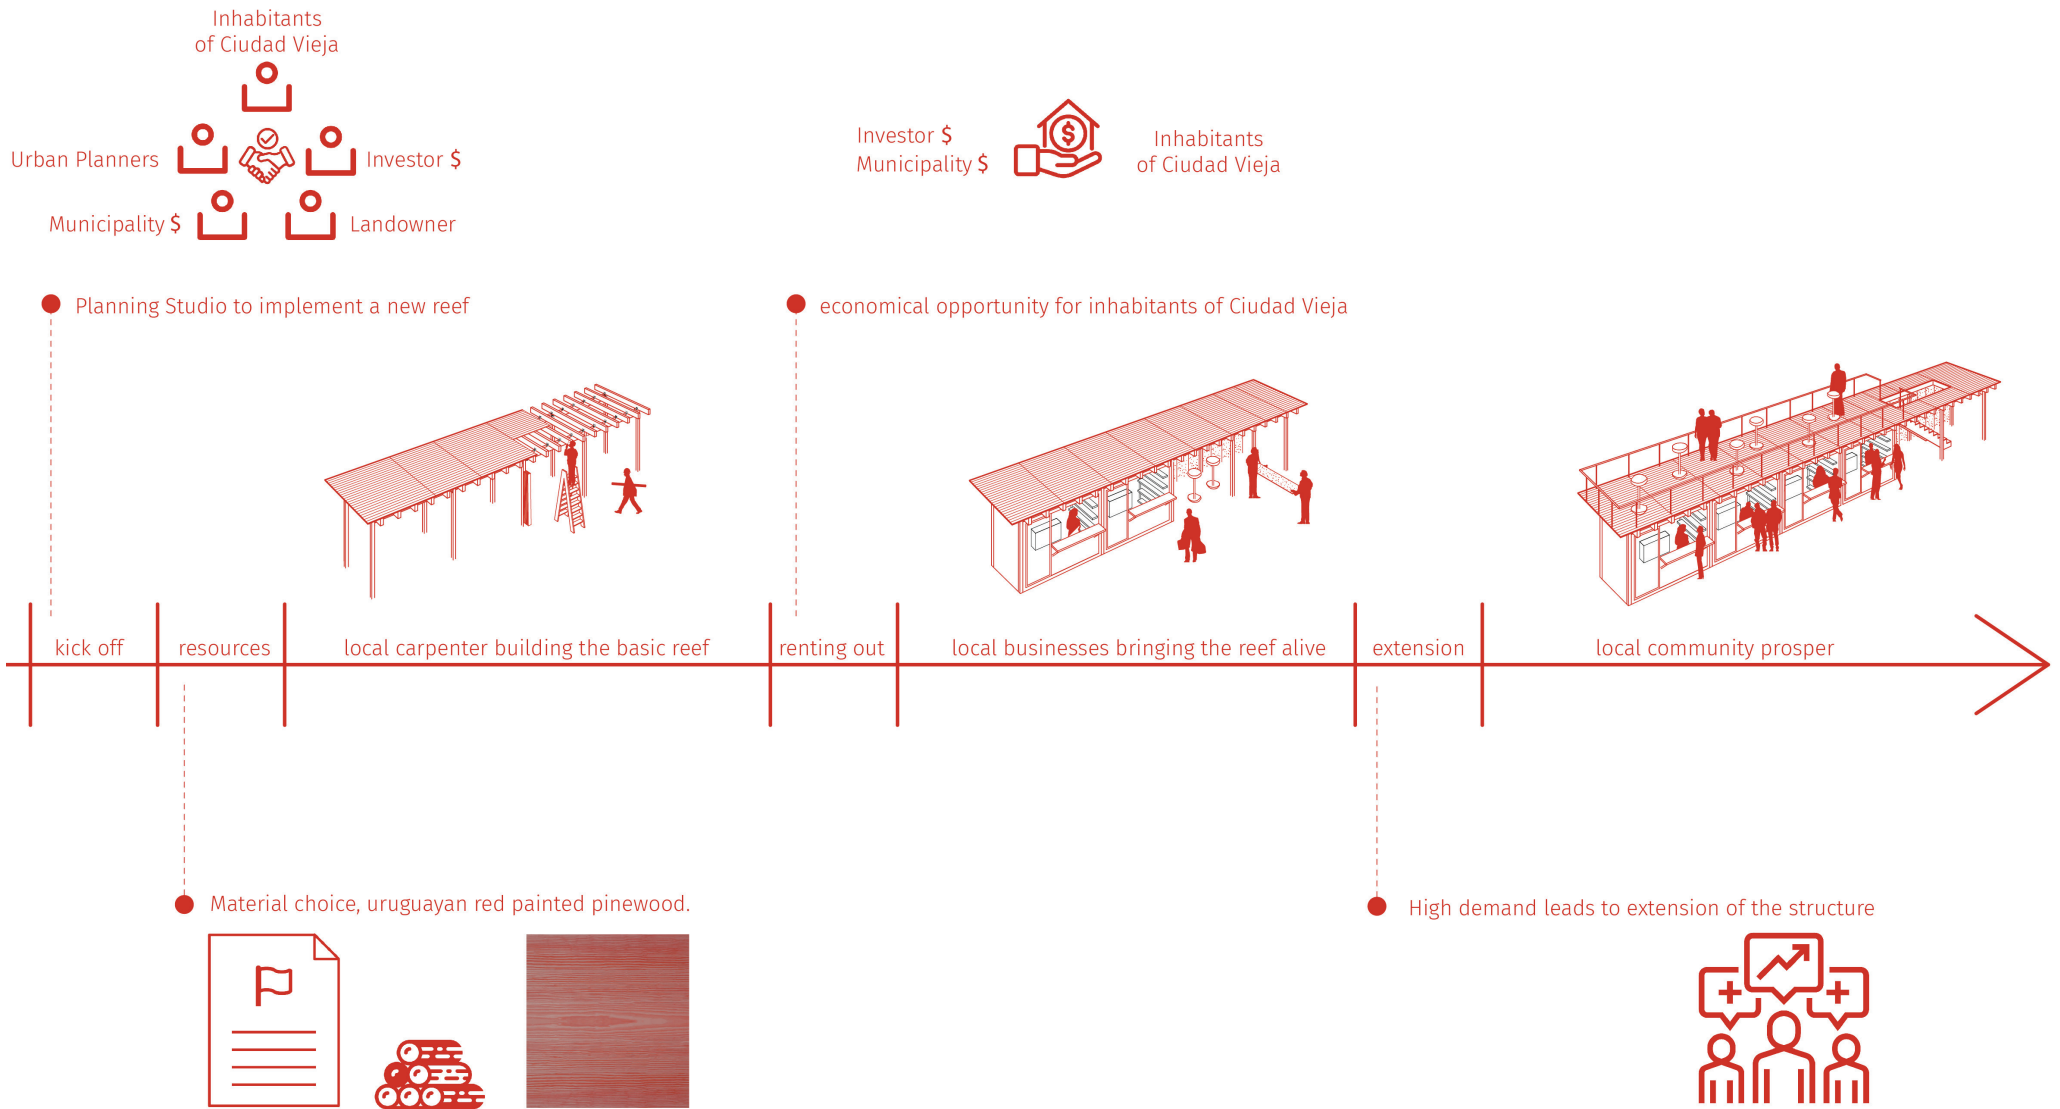 Inhabitants
of Ciudad Vieja
Urban Planners
Investor $
Municipality $
Landowner
Investor $
Municipality $
Inhabitants
of Ciudad Vieja
Planning Studio to implement a new reef
economical opportunity for inhabitants of Ciudad Vieja
kick off
resources
local carpenter building the basic reef
renting out
local businesses bringing the reef alive
extension
local community prosper
Material choice, uruguayan red painted pinewood.
High demand leads to extension of the structure